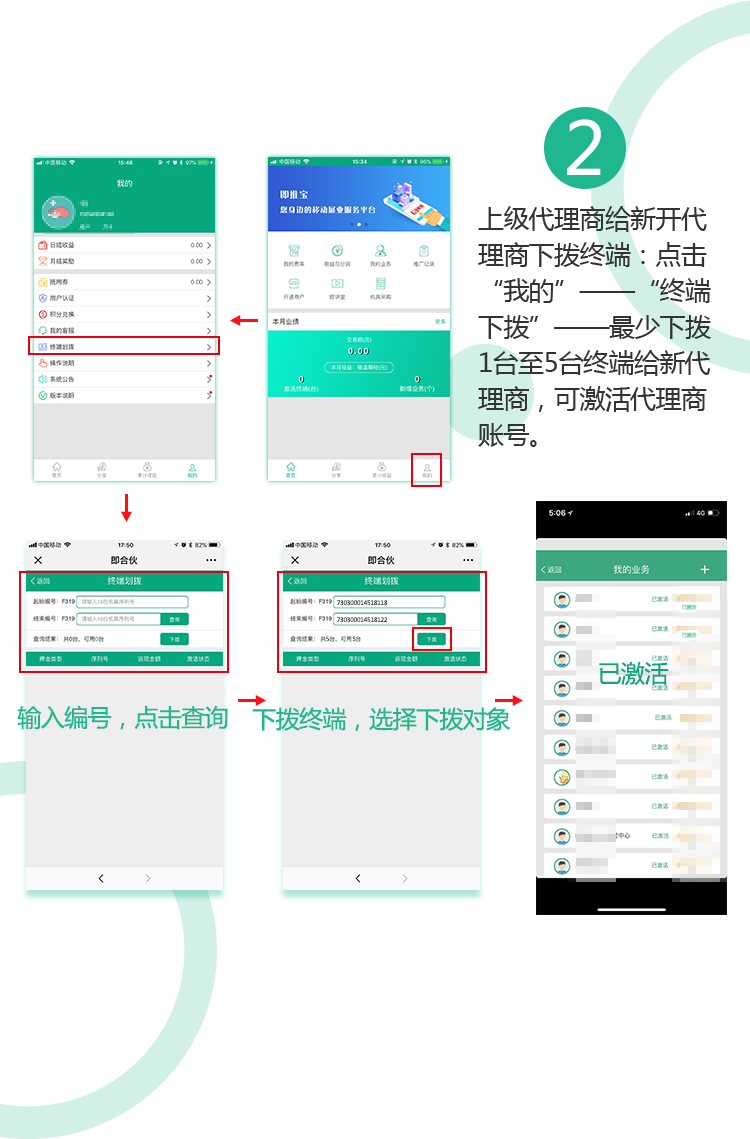 2
上级代理商给新开代
理商下拨终端：点击
“我的”——“终端
下拨”——最少下拨
1台至5台终端给新代
理商，可激活代理商
账号。
中国移动 15:46 97%
我的
日结收益 0.00
月结奖励 0.00
抵用券 0.00
用户认证
积分兑换
我的客服
终端划拨
操作说明
系统公告
版本说明
首页 分享 累计收益 我的
中国移动 15:34 95%
即推宝
您身边的移动展业服务平台
我的费率 收益与分润 我的业务 推广记录
开通商户 即讲堂 机具采购
本月业绩 更多
交易额(元)
0.00
本月收益：敬请期待(元)
0 0
激活终端(台) 新增业务(个)
首页 分享 累计收益 我的
中国移动 17:50 82%
即合伙
返回 终端划拨
起始编号：F319 请输入15位机具序列号
结束编号：F319 请输入15位机具序列号 查询
查询结果：共0台，可用0台 下拨
押金类型 序列号 返现金额 激活状态
输入编号，点击查询
中国移动 17:50 82%
即合伙
返回 终端划拨
起始编号：F319 730300014518118
结束编号：F319 730300014518122 查询
查询结果：共5台，可用5台 下拨
押金类型 序列号 返现金额 激活状态
下拨终端，选择下拨对象
5:06 4G
返回 我的业务 +
已激活
已激活
已激活
已激活
已激活
已激活
已激活
已激活
已激活
已激活
已激活
中心 已激活
已激活